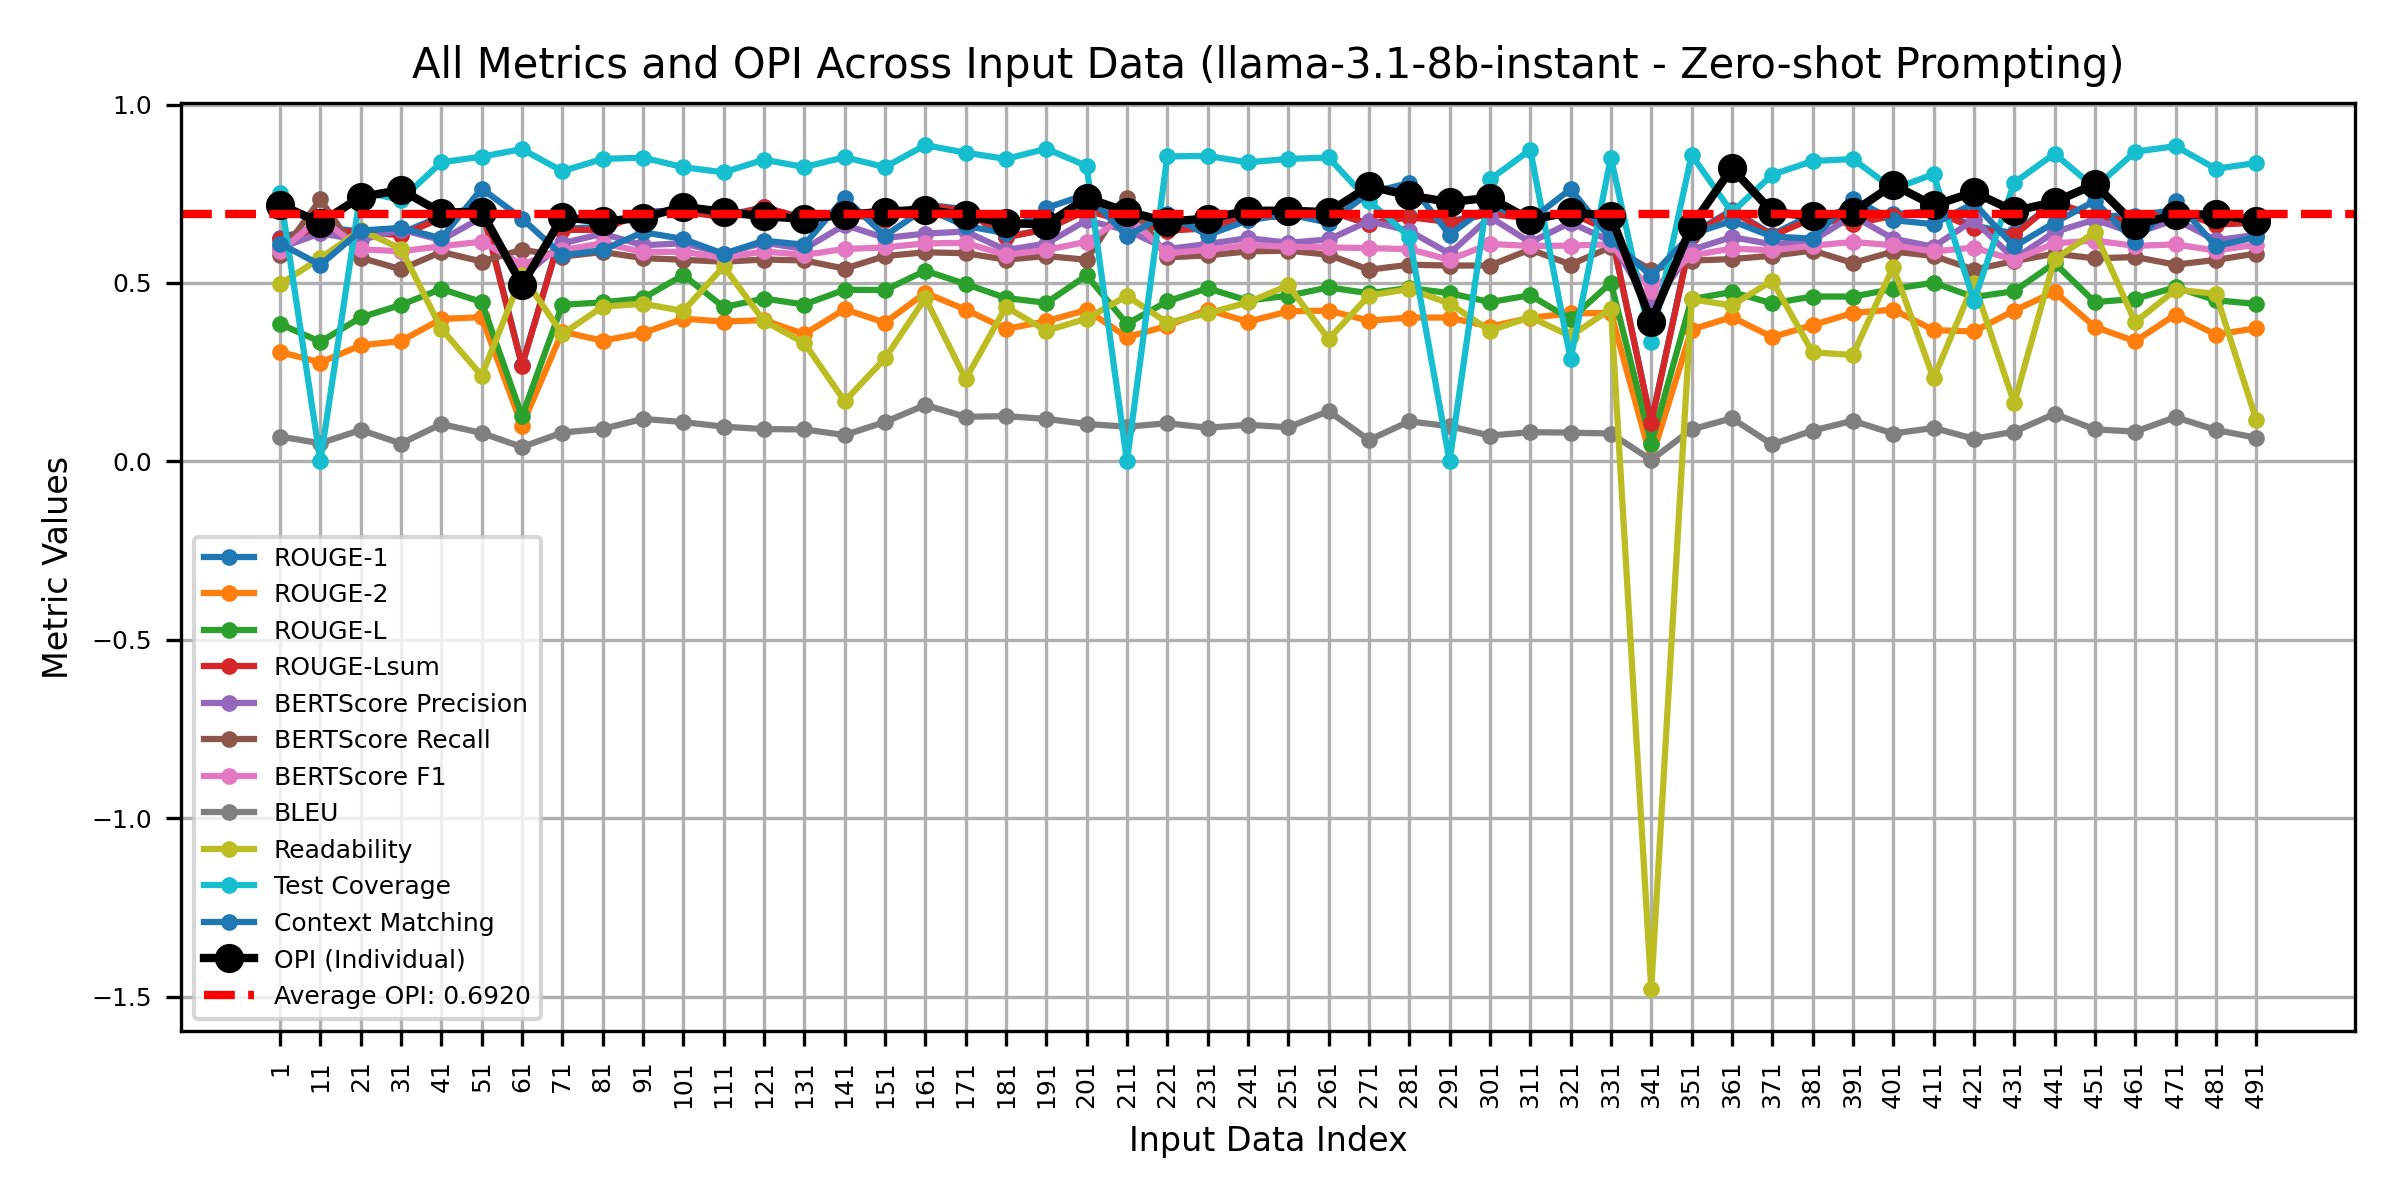 All Metrics and OPI Across Input Data (llama-3.1-8b-instant - Zero-shot Prompting)
1.0
0.5
0.0
−0.5
−1.0
−1.5
Metric Values
ROUGE-1
ROUGE-2
ROUGE-L
ROUGE-Lsum
BERTScore Precision
BERTScore Recall
BERTScore F1
BLEU
Readability
Test Coverage
Context Matching
OPI (Individual)
Average OPI: 0.6920
1 11 21 31 41 51 61 71 81 91 101 111 121 131 141 151 161 171 181 191 201 211 221 231 241 251 261 271 281 291 301 311 321 331 341 351 361 371 381 391 401 411 421 431 441 451 461 471 481 491
Input Data Index